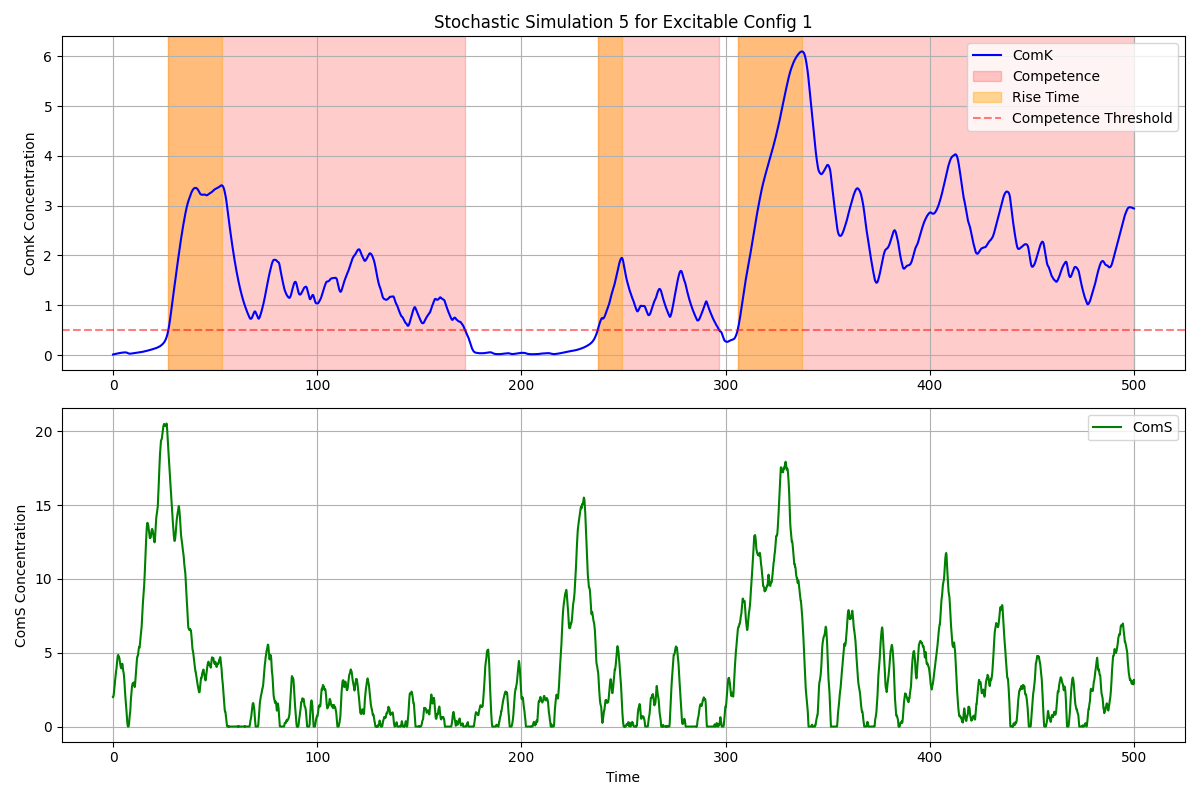 Stochastic Simulation 5 for Excitable Config 1
ComK Concentration
6
5
4
3
2
1
0
ComK
Competence
Rise Time
Competence Threshold
0 100 200 300 400 500
ComS Concentration
20
15
10
5
0
ComS
0 100 200 300 400 500
Time